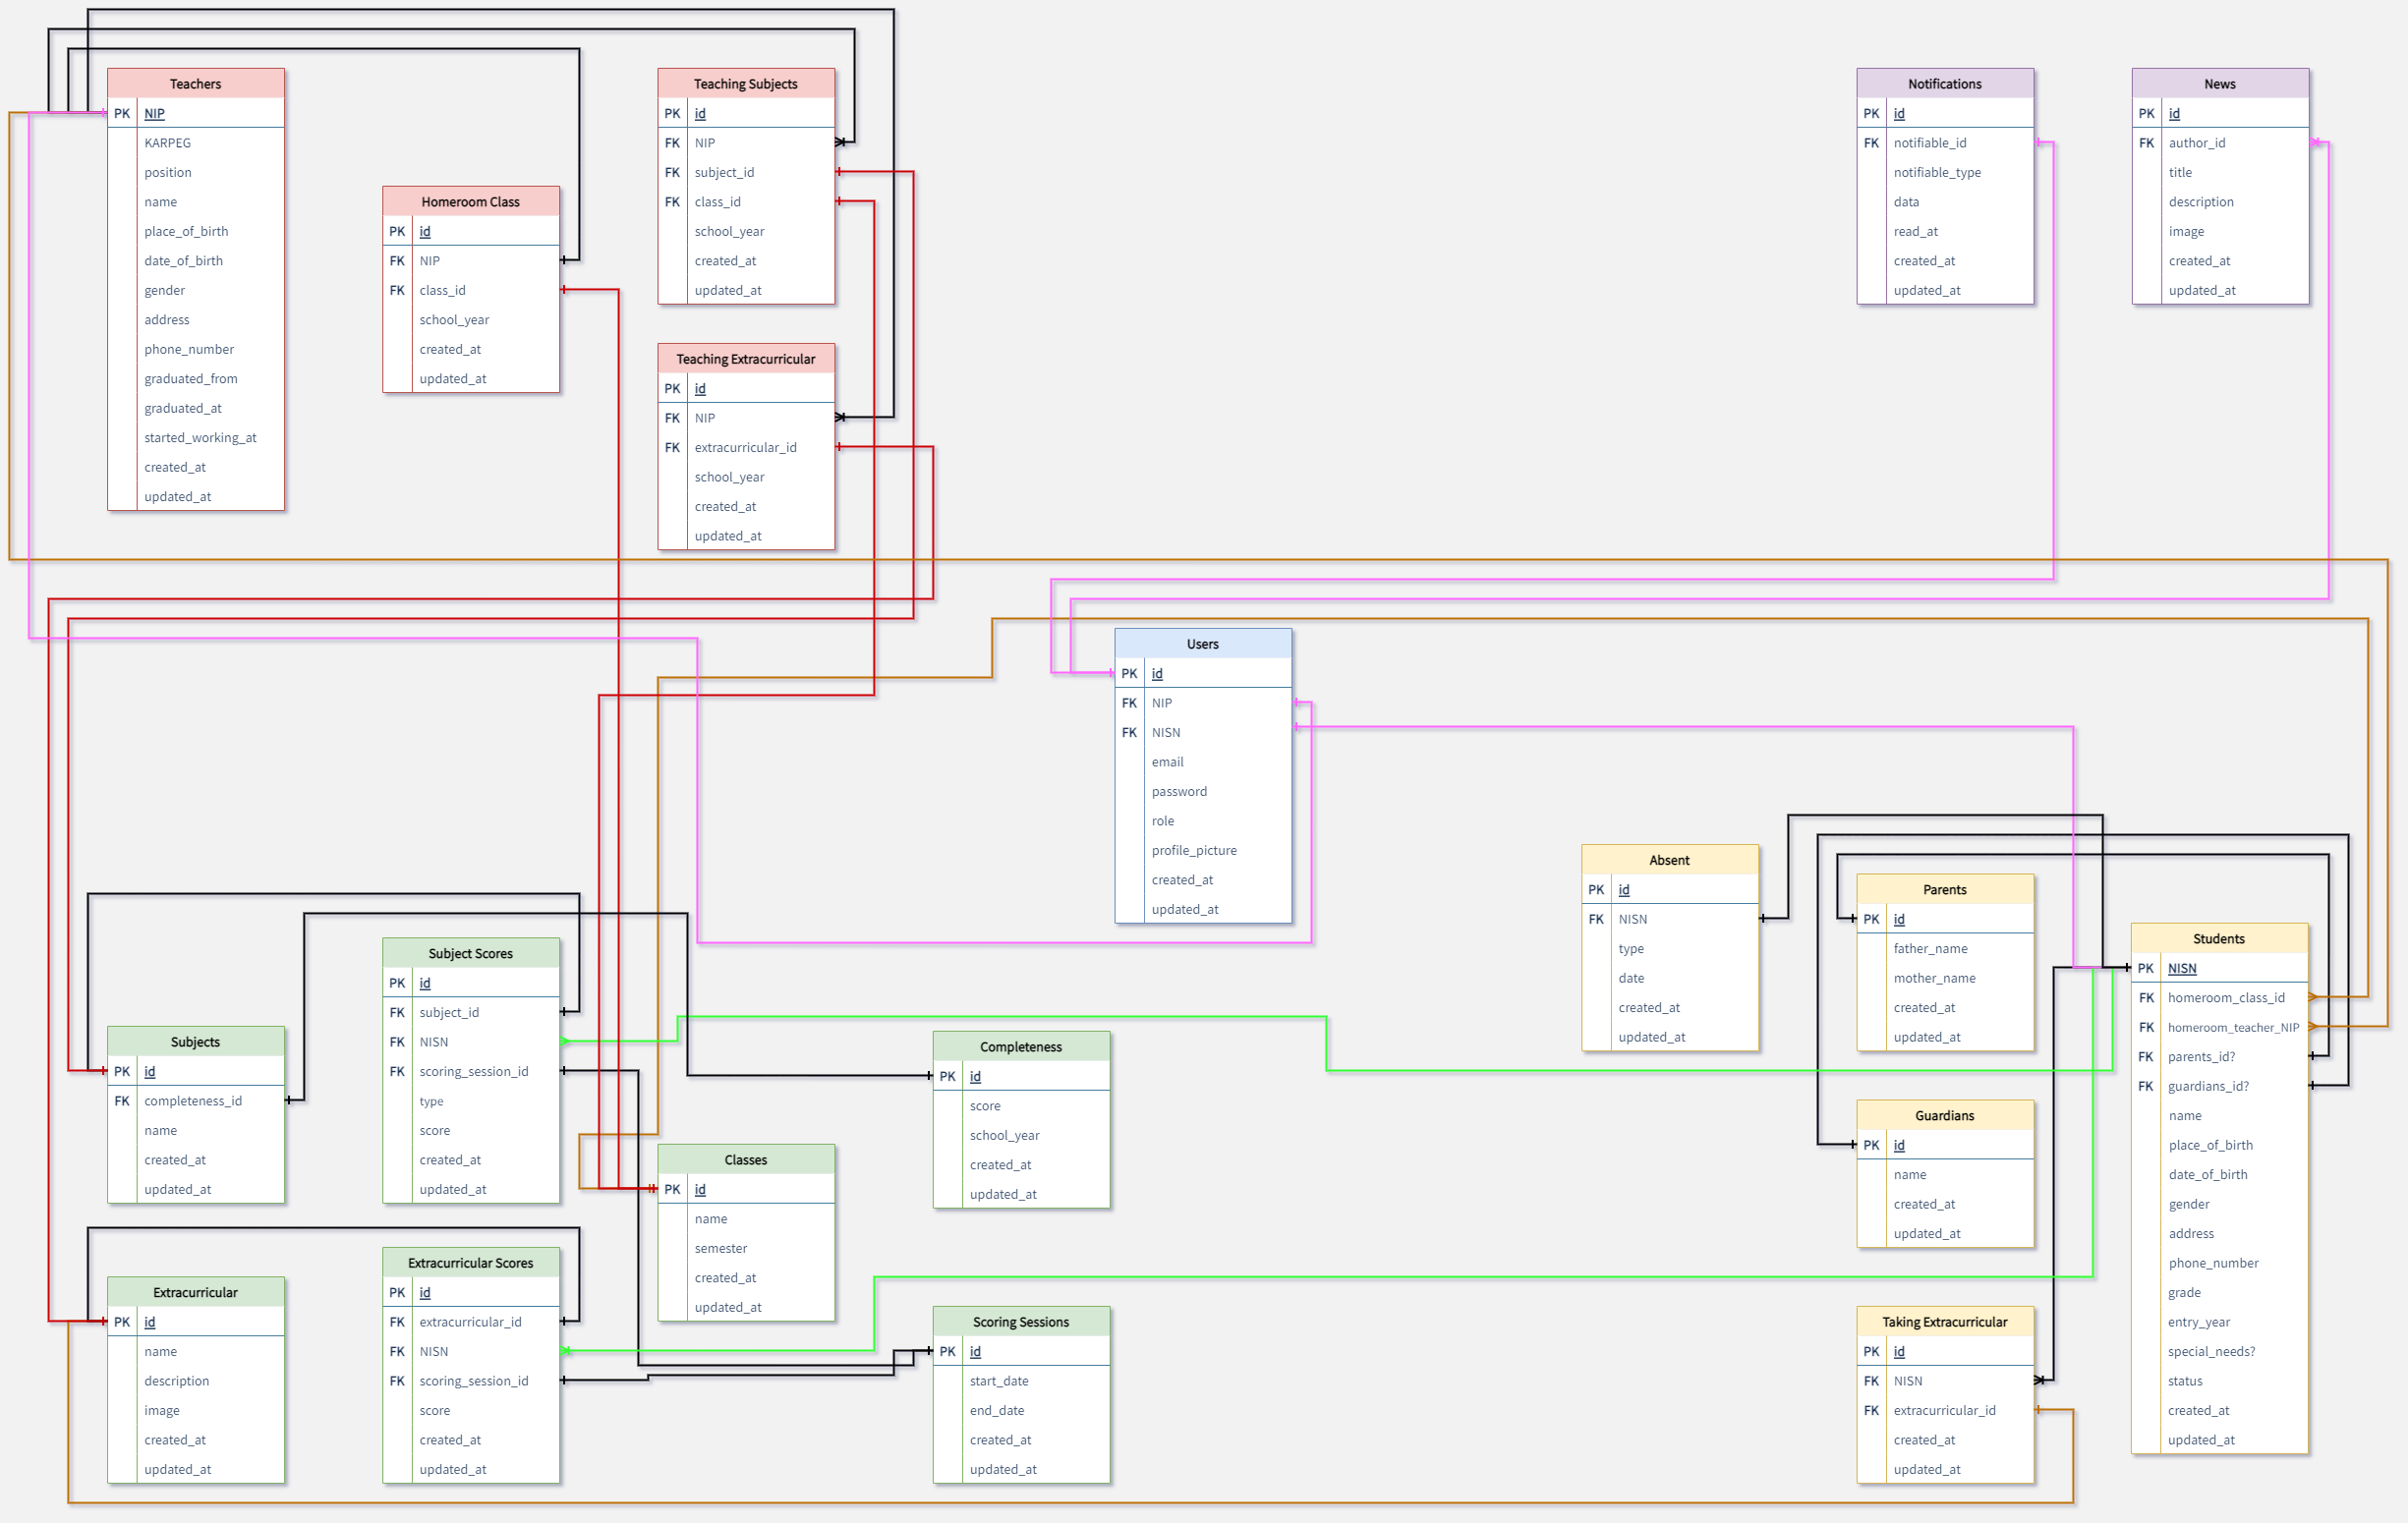 Teachers
PK NIP
KARPEG
position
name
place_of_birth
date_of_birth
gender
address
phone_number
graduated_from
graduated_at
started_working_at
created_at
updated_at
Homeroom Class
PK id
FK NIP
FK class_id
school_year
created_at
updated_at
Teaching Subjects
PK id
FK NIP
FK subject_id
FK class_id
school_year
created_at
updated_at
Teaching Extracurricular
PK id
FK NIP
FK extracurricular_id
school_year
created_at
updated_at
Notifications
PK id
FK notifiable_id
notifiable_type
data
read_at
created_at
updated_at
News
PK id
FK author_id
title
description
image
created_at
updated_at
Users
PK id
FK NIP
FK NISN
email
password
role
profile_picture
created_at
updated_at
Subjects
PK id
FK completeness_id
name
created_at
updated_at
Subject Scores
PK id
FK subject_id
FK NISN
FK scoring_session_id
type
score
created_at
updated_at
Classes
PK id
name
semester
created_at
updated_at
Completeness
PK id
score
school_year
created_at
updated_at
Extracurricular
PK id
name
description
image
created_at
updated_at
Extracurricular Scores
PK id
FK extracurricular_id
FK NISN
FK scoring_session_id
score
created_at
updated_at
Scoring Sessions
PK id
start_date
end_date
created_at
updated_at
Absent
PK id
FK NISN
type
date
created_at
updated_at
Parents
PK id
father_name
mother_name
created_at
updated_at
Guardians
PK id
name
created_at
updated_at
Taking Extracurricular
PK id
FK NISN
FK extracurricular_id
created_at
updated_at
Students
PK NISN
FK homeroom_class_id
FK homeroom_teacher_NIP
FK parents_id?
FK guardians_id?
name
place_of_birth
date_of_birth
gender
address
phone_number
grade
entry_year
special_needs?
status
created_at
updated_at